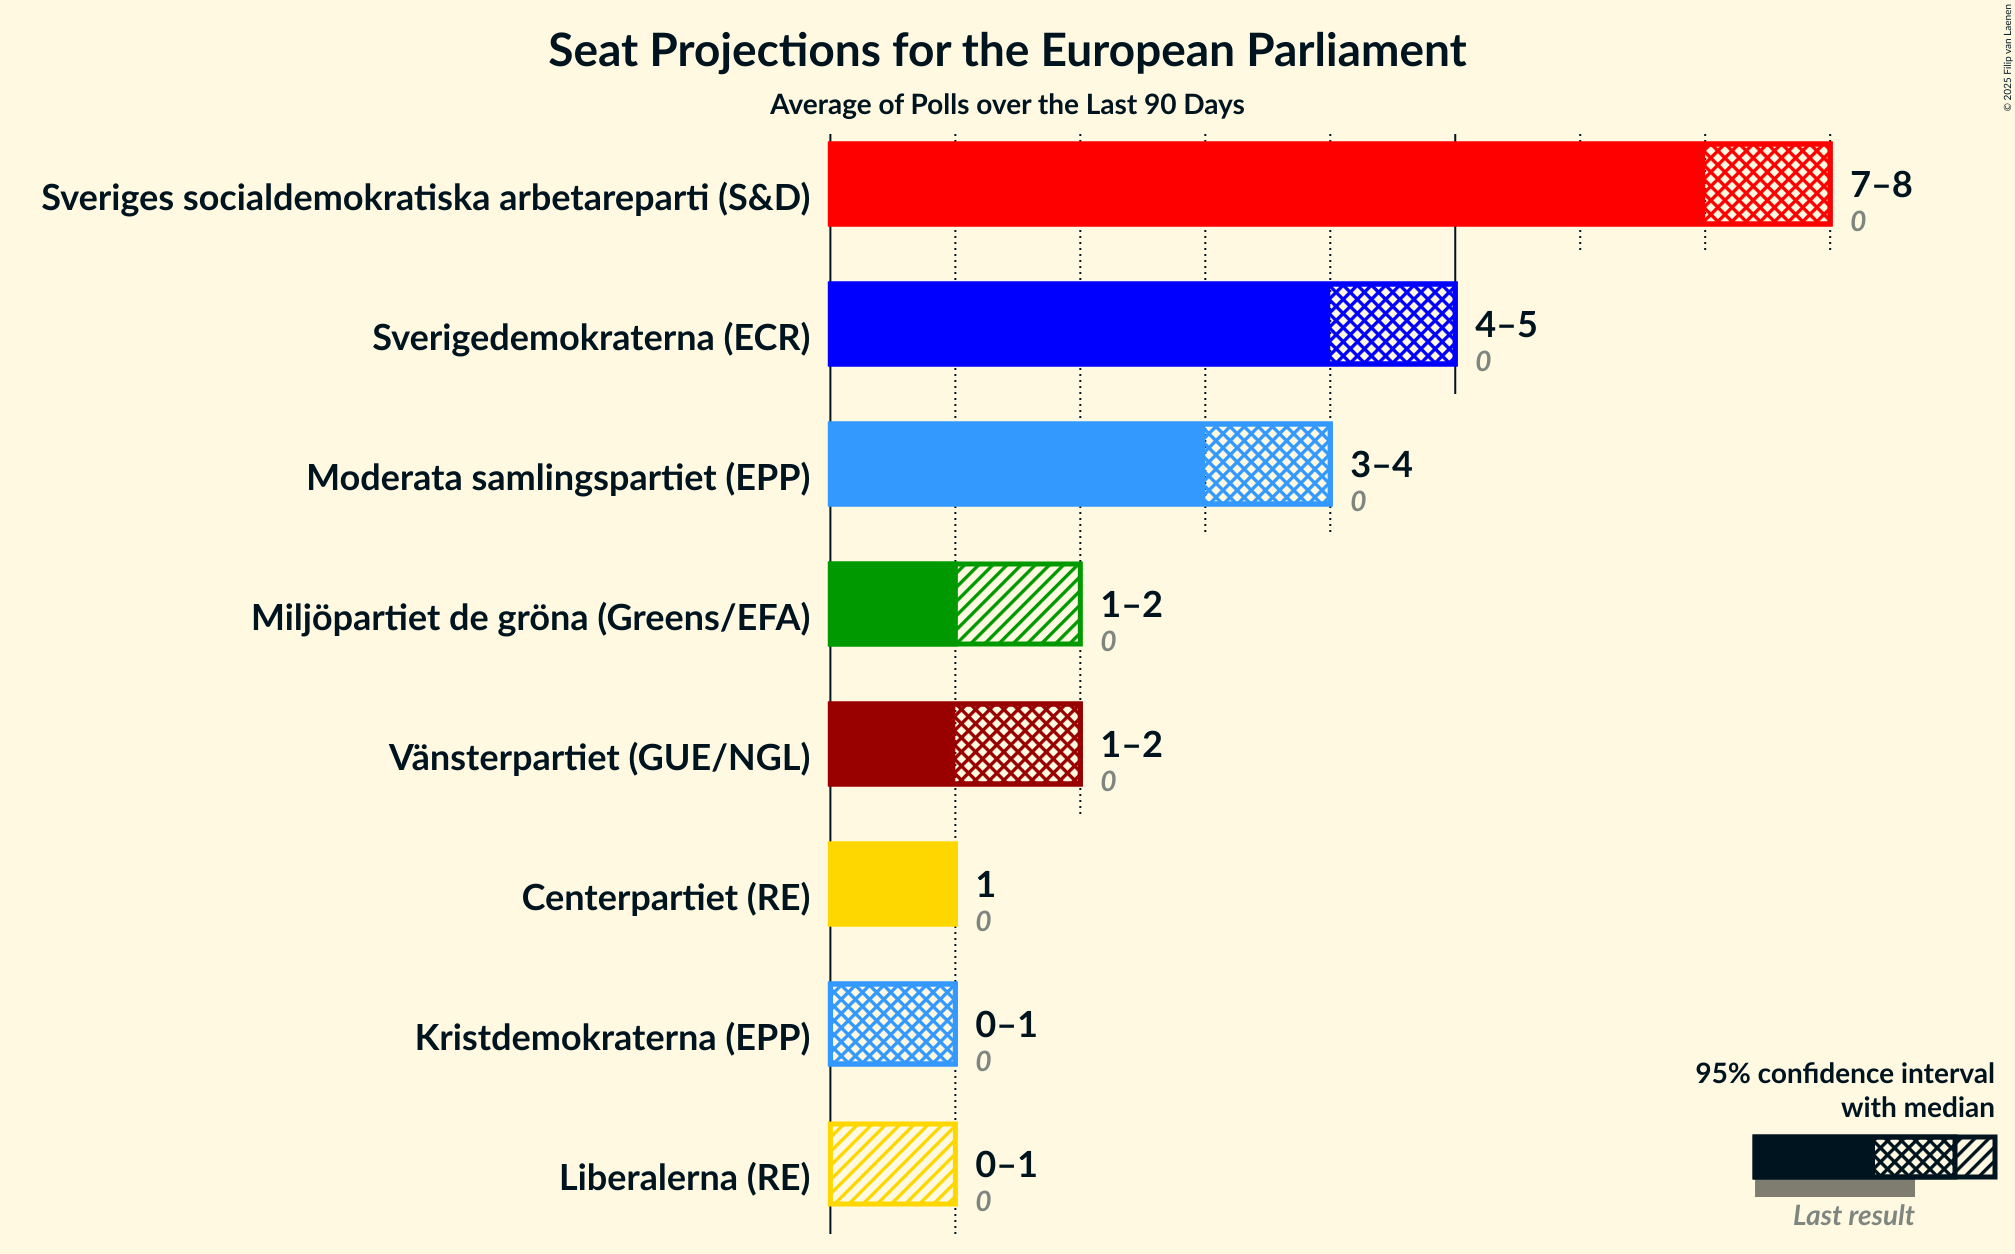 Seat Projections for the European Parliament
Average of Polls over the Last 90 Days
© 2025 Filip van Laenen
Sveriges socialdemokratiska arbetareparti (S&D)
7–8
0
Sverigedemokraterna (ECR)
4–5
0
Moderata samlingspartiet (EPP)
3–4
0
Miljöpartiet de gröna (Greens/EFA)
1–2
0
Vänsterpartiet (GUE/NGL)
1–2
0
Centerpartiet (RE)
1
0
Kristdemokraterna (EPP)
0–1
0
Liberalerna (RE)
0–1
0
95% confidence interval
with median
Last result